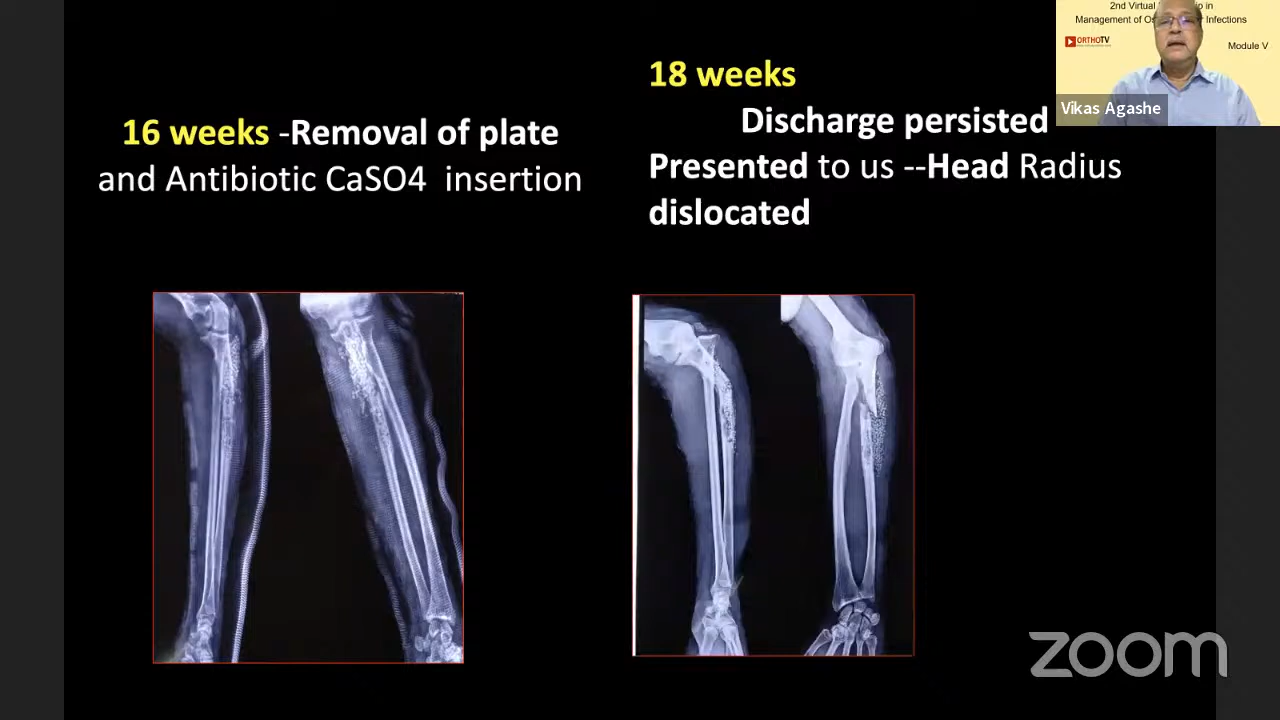 16 weeks -Removal of plate
and Antibiotic CaSO4 insertion
18 weeks
Discharge persisted
Presented to us --Head Radius
dislocated
2nd Virtual
in
Management of
Infections
ORTHOTV
Module V
Vikas Agashe
zoom